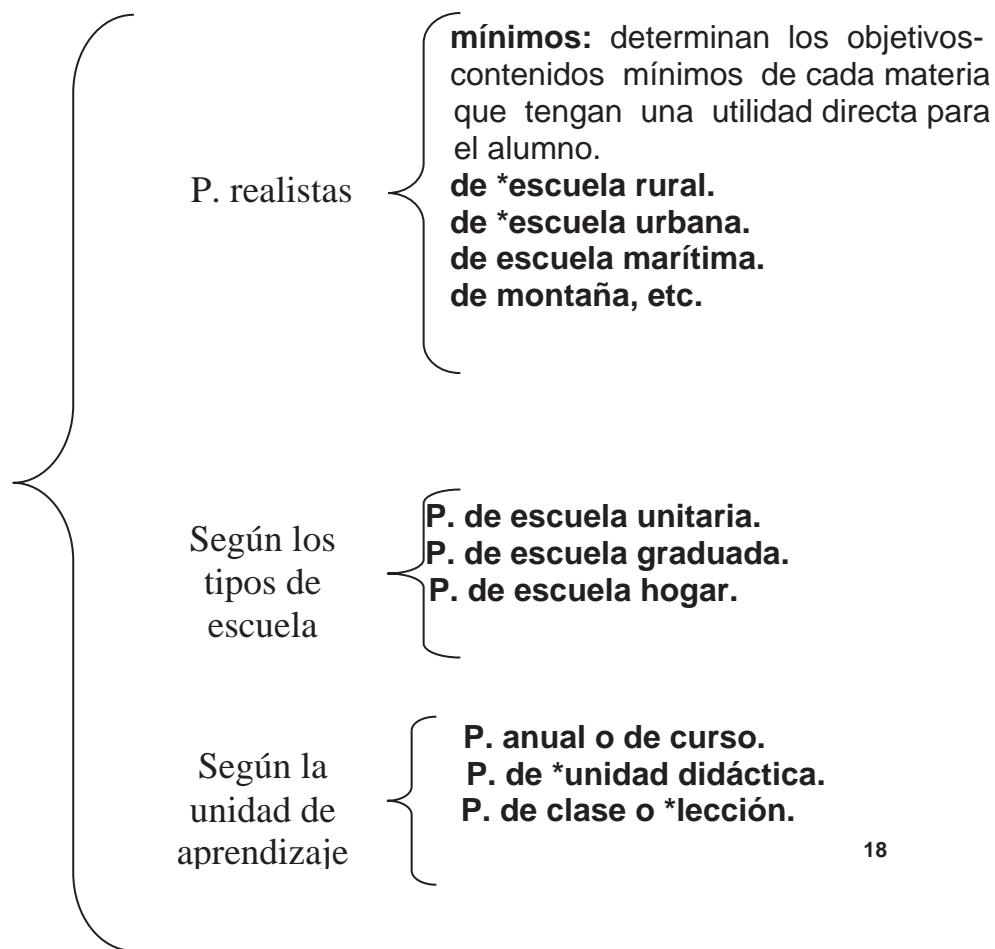 mínimos: determinan los objetivos-
contenidos mínimos de cada materia
que tengan una utilidad directa para
el alumno.
P. realistas
de *escuela rural.
de *escuela urbana.
de escuela marítima.
de montaña, etc.
Según los
tipos de
escuela
P. de escuela unitaria.
P. de escuela graduada.
P. de escuela hogar.
Según la
unidad de
aprendizaje
P. anual o de curso.
P. de *unidad didáctica.
P. de clase o *lección.
18